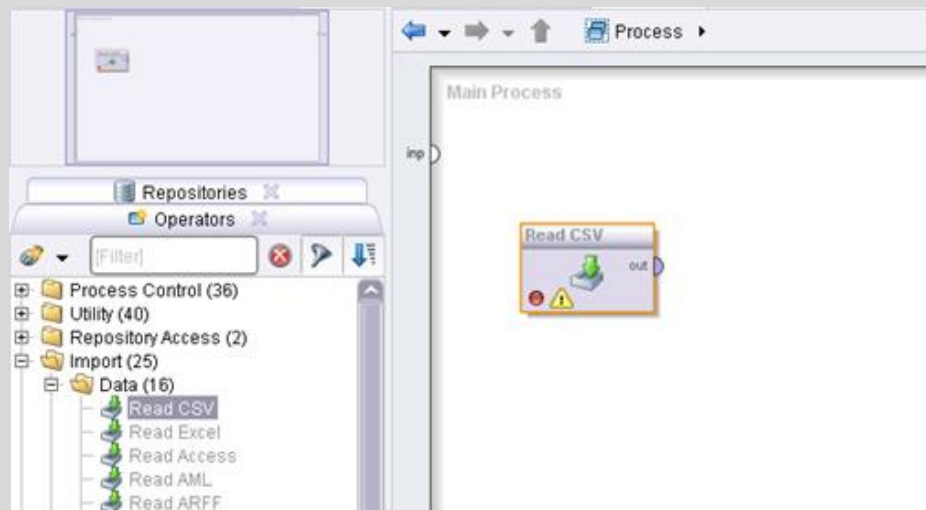 Process
Main Process
inp
Repositories
Operators
[Filter]
Read CSV
out
Process Control (36)
Utility (40)
Repository Access (2)
Import (25)
Data (16)
Read CSV
Read Excel
Read Access
Read AML
Read ARFF